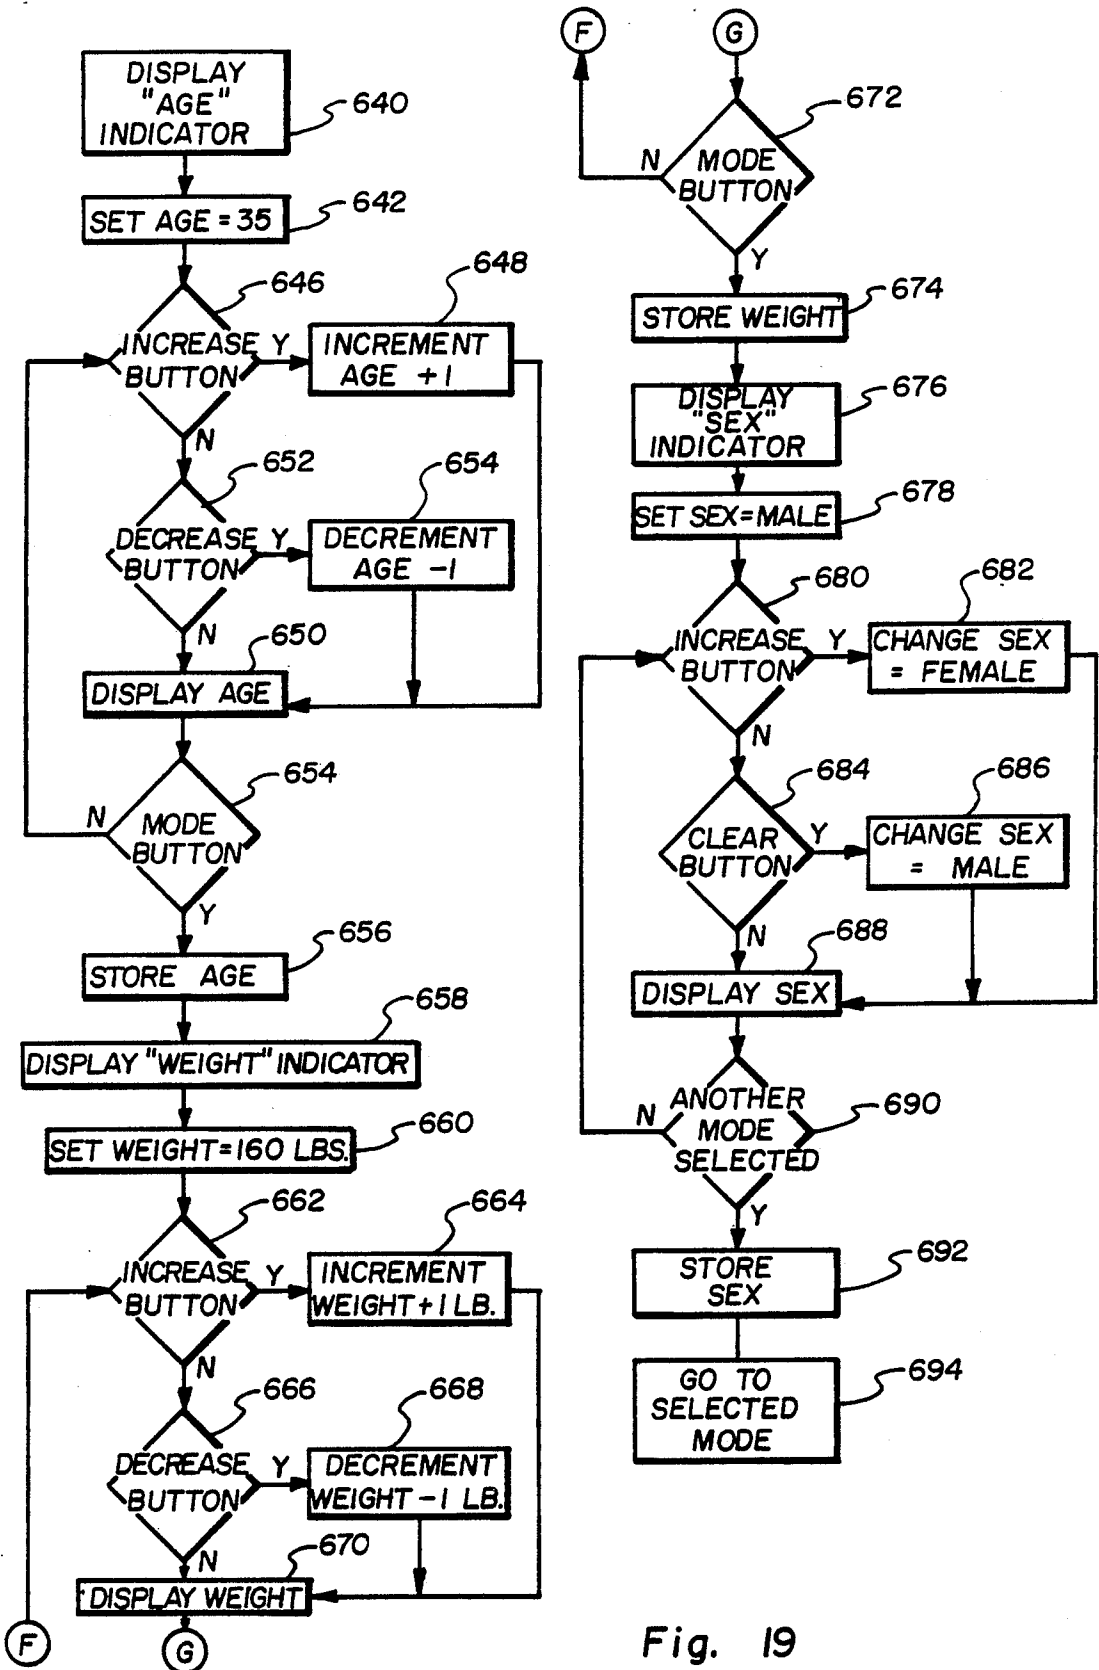 DISPLAY
"AGE"
INDICATOR
640
SET AGE = 35
642
646
INCREASE
BUTTON
Y
N
648
INCREMENT
AGE +1
652
DECREASE
BUTTON
Y
N
654
DECREMENT
AGE -1
650
DISPLAY AGE
654
MODE
BUTTON
N
Y
656
STORE AGE
658
DISPLAY "WEIGHT" INDICATOR
660
SET WEIGHT=160 LBS.
662
INCREASE
BUTTON
Y
N
664
INCREMENT
WEIGHT+1 LB.
666
DECREASE
BUTTON
Y
N
668
DECREMENT
WEIGHT-1 LB.
670
DISPLAY WEIGHT
F
G
F
G
672
MODE
BUTTON
N
Y
674
STORE WEIGHT
676
DISPLAY
"SEX"
INDICATOR
678
SET SEX=MALE
680
INCREASE
BUTTON
Y
N
682
CHANGE SEX
= FEMALE
684
CLEAR
BUTTON
Y
N
686
CHANGE SEX
= MALE
688
DISPLAY SEX
690
ANOTHER
MODE
SELECTED
N
Y
692
STORE
SEX
694
GO TO
SELECTED
MODE
Fig. 19